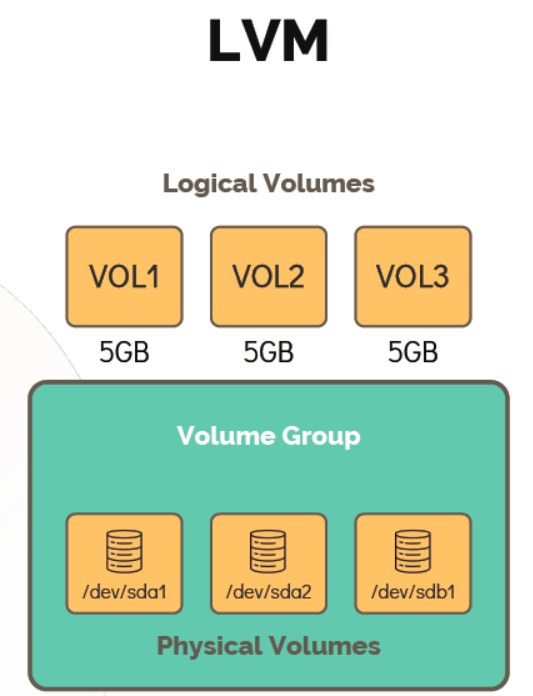 LVM
Logical Volumes
VOL1 VOL2 VOL3
5GB 5GB 5GB
Volume Group
/dev/sda1 /dev/sda2 /dev/sdb1
Physical Volumes